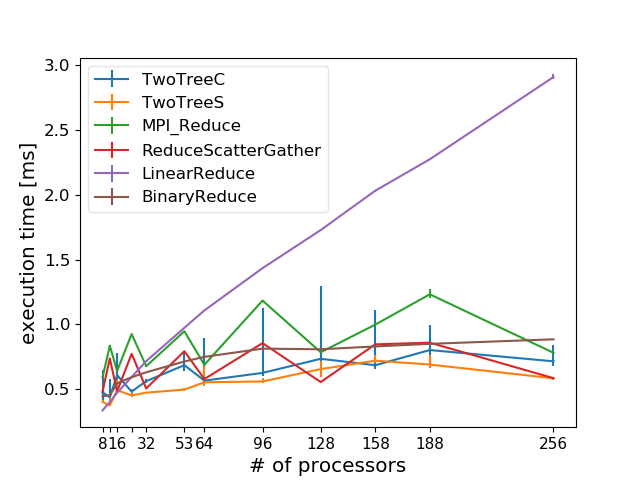 execution time [ms]
3.0
2.5
2.0
1.5
1.0
0.5
TwoTreeC
TwoTreeS
MPI_Reduce
ReduceScatterGather
LinearReduce
BinaryReduce
8 16 32 53 64 96 128 158 188 256
# of processors